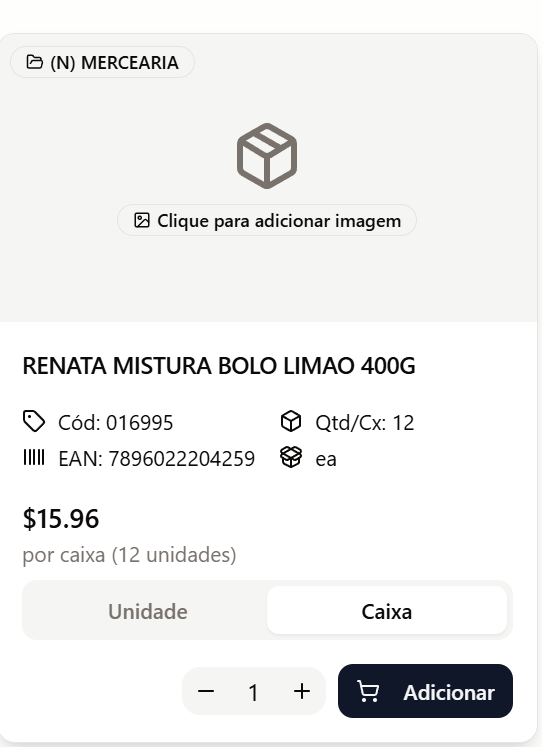 (N) MERCEARIA
Clique para adicionar imagem
RENATA MISTURA BOLO LIMAO 400G
Cód: 016995
Qtd/Cx: 12
EAN: 7896022204259
ea
$15.96
por caixa (12 unidades)
Unidade
Caixa
1
Adicionar